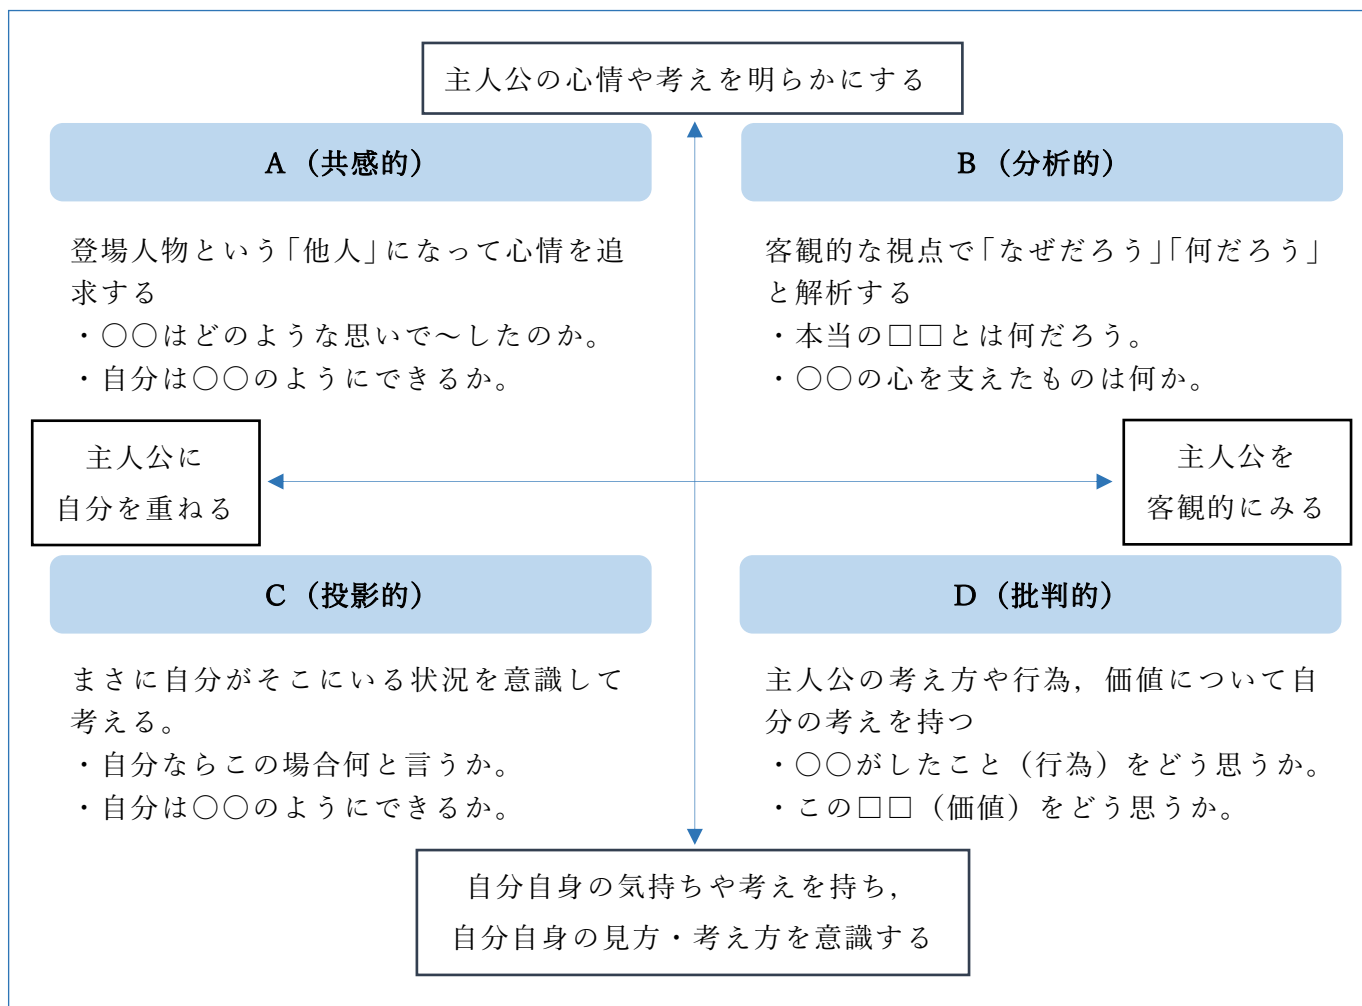 主人公の心情や考えを明らかにする
A（共感的）
登場人物という「他人」になって心情を追
求する
・〇〇はどのような思いで～したのか。
・自分は〇〇のようにできるか。
B（分析的）
客観的な視点で「なぜだろう」「何だろう」
と解析する
・本当の□□とは何だろう。
・〇〇の心を支えたものは何か。
主人公に
自分を重ねる
主人公を
客観的にみる
C（投影的）
まさに自分がそこにいる状況を意識して
考える。
・自分ならこの場合何と言うか。
・自分は〇〇のようにできるか。
D（批判的）
主人公の考え方や行為，価値について自
分の考えを持つ
・〇〇がしたこと（行為）をどう思うか。
・この□□（価値）をどう思うか。
自分自身の気持ちや考えを持ち，
自分自身の見方・考え方を意識する